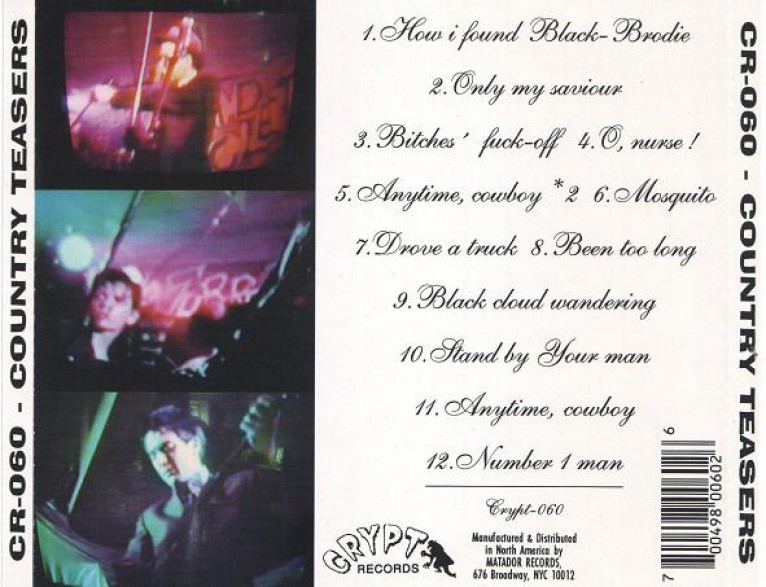 CR-060 - COUNTRY TEASERS
1. How i found Black-Brodie
2. Only my saviour
3. Bitches' fuck-off 4. O, nurse !
5. Anytime, cowboy *2 6. Mosquito
7. Drove a truck 8. Been too long
9. Black cloud wandering
10. Stand by Your man
11. Anytime, cowboy
12. Number 1 man
Crypt-060
CRYPT
RECORDS
Manufactured & Distributed
in North America by
MATADOR RECORDS,
676 Broadway, NYC 10012
7 00498 00602 6
CR-060 - COUNTRY TEASERS